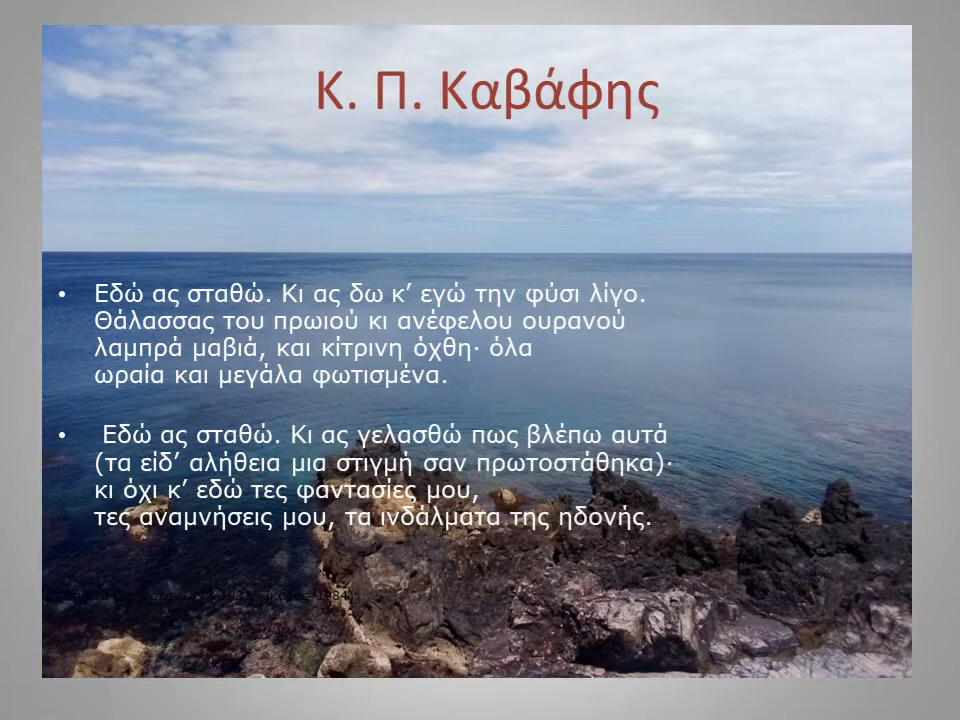 Κ. Π. Καβάφης
• Εδώ ας σταθώ. Κι ας δω κ’ εγώ την φύσι λίγο.
Θάλασσας του πρωιού κι ανέφελου ουρανού
λαμπρά μαβιά, και κίτρινη όχθη· όλα
ωραία και μεγάλα φωτισμένα.
• Εδώ ας σταθώ. Κι ας γελασθώ πως βλέπω αυτά
(τα είδ’ αλήθεια μια στιγμή σαν πρωτοστάθηκα)·
κι όχι κ’ εδώ τες φαντασίες μου,
τες αναμνήσεις μου, τα ινδάλματα της ηδονής.
1984)